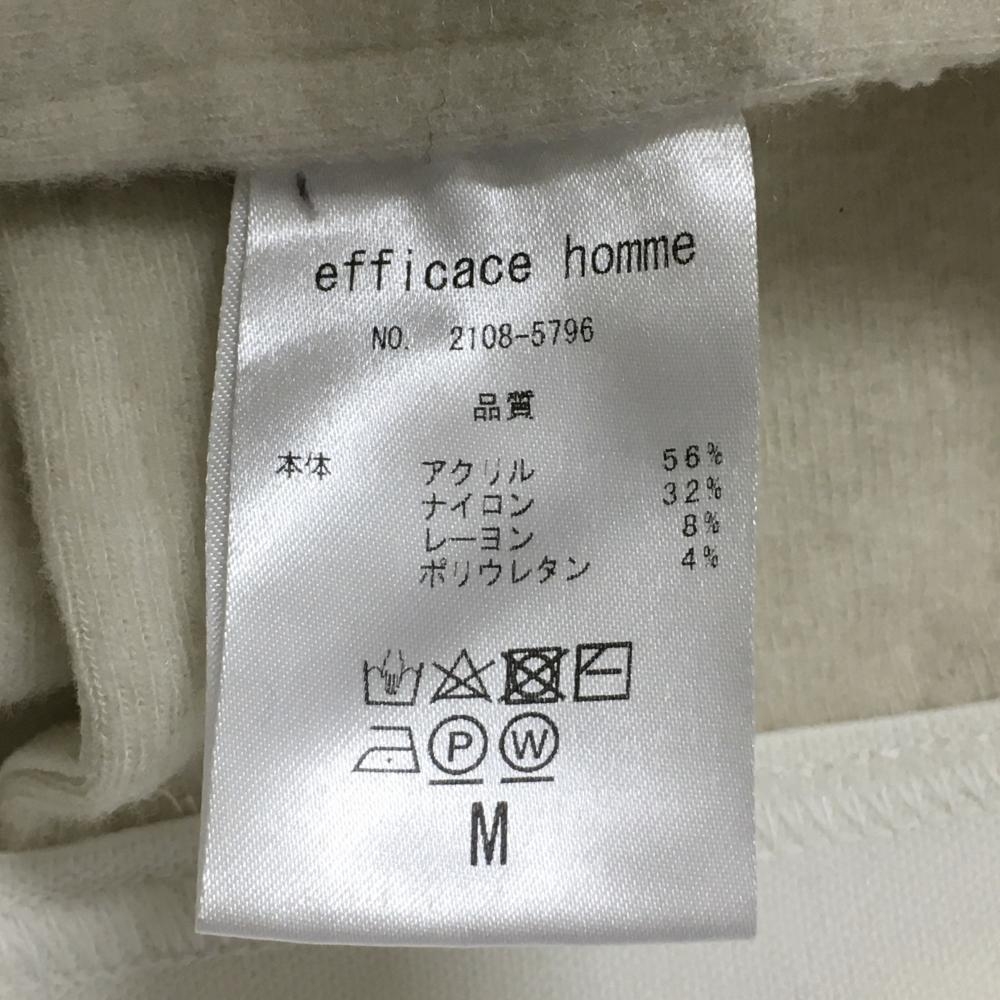 efficace homme
NO. 2108-5796
品質
本体 アクリル 56%
ナイロン 32%
レーヨン 8%
ポリウレタン 4%
P W
M